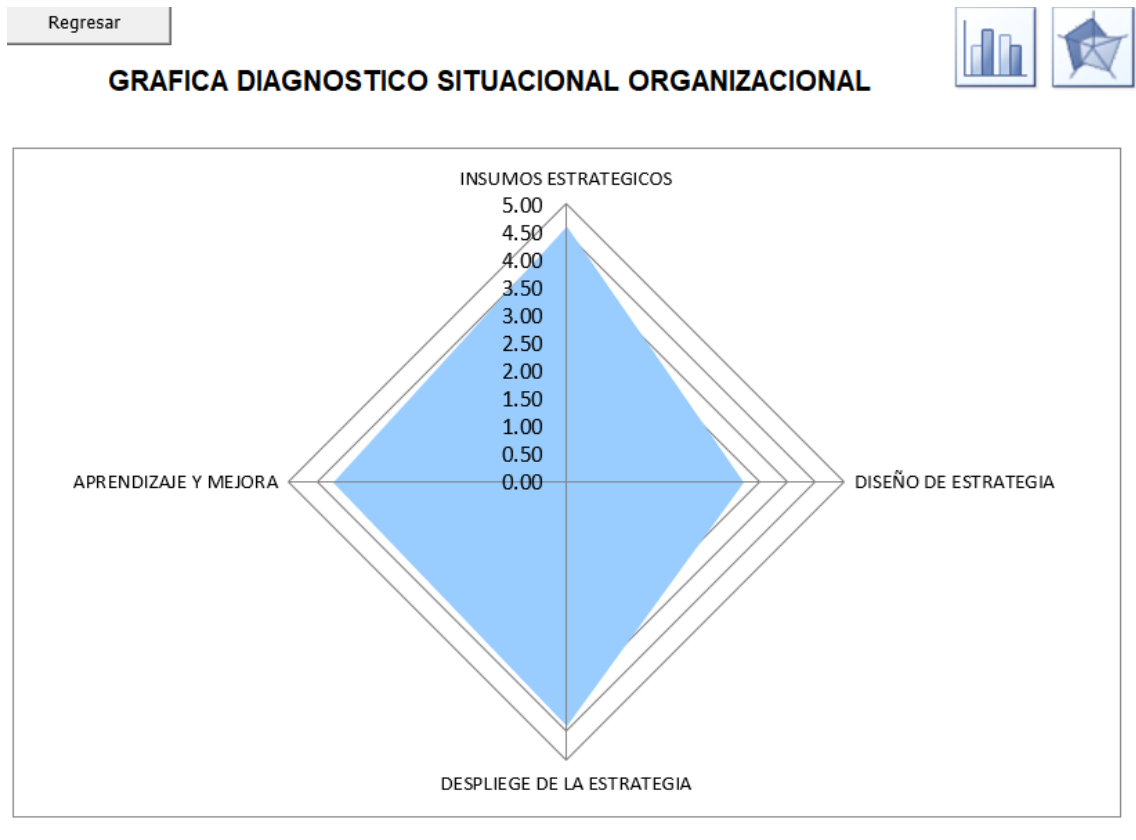 Regresar
GRAFICA DIAGNOSTICO SITUACIONAL ORGANIZACIONAL
INSUMOS ESTRATEGICOS
5.00
4.50
4.00
3.50
3.00
2.50
2.00
1.50
1.00
0.50
0.00
APRENDIZAJE Y MEJORA
DISEÑO DE ESTRATEGIA
DESPLIEGE DE LA ESTRATEGIA